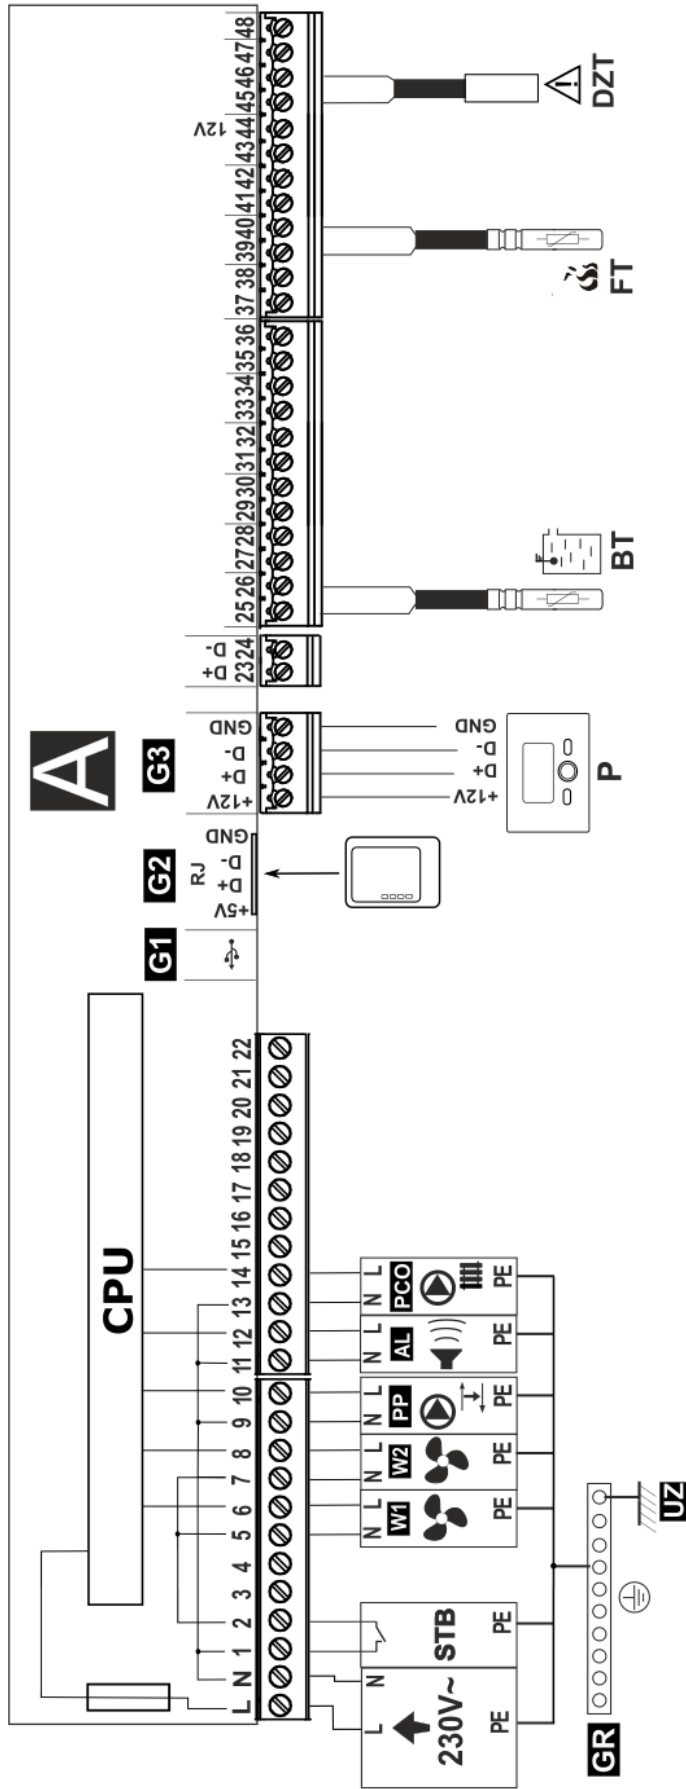 A
CPU
G1
G2
G3
RJ
+5V D+ D- GND
+12V D+ D- GND
D+ D-
12V
L N 1 2 3 4 5 6 7 8 9 10 11 12 13 14 15 16 17 18 19 20 21 22
23 24
25 26 27 28 29 30 31 32 33 34 35 36
37 38 39 40 41 42 43 44 45 46 47 48
L N
230V~
PE
STB
PE
N L
W1
PE
N L
W2
PE
N L
PP
PE
N L
AL
PE
N L
PCO
PE
+12V D+ D- GND
P
F
BT
FT
DZT
GR
UZ